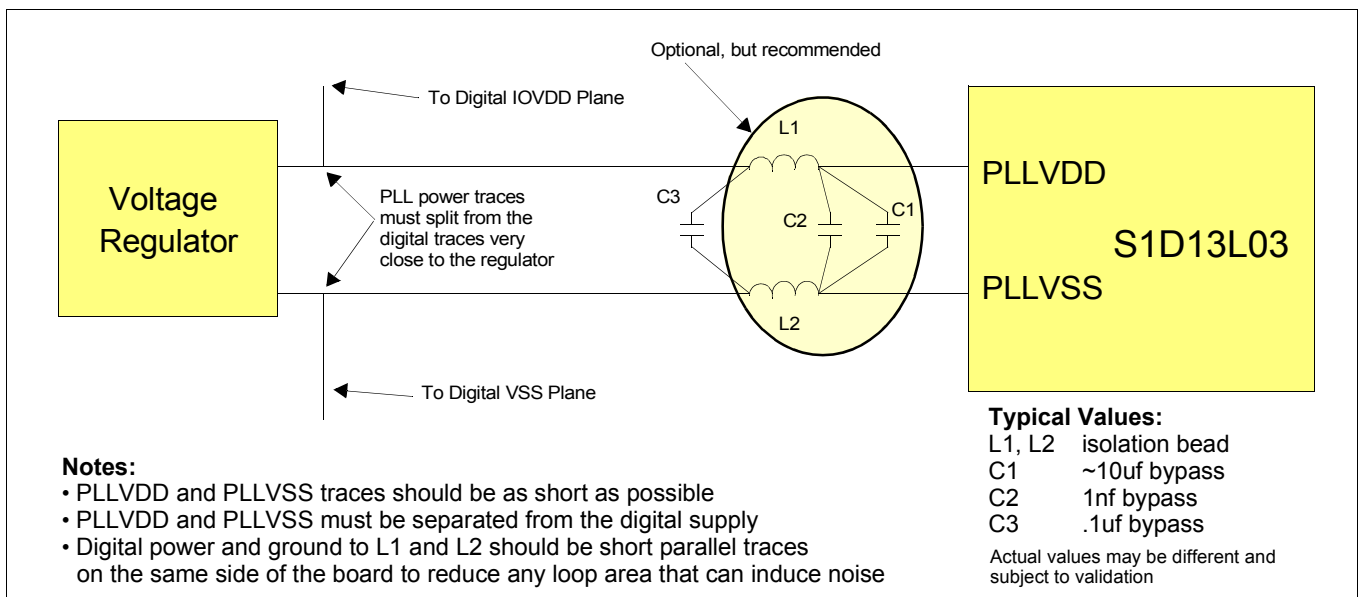 Optional, but recommended
To Digital IOVDD Plane
L1
Voltage
Regulator
PLL power traces
must split from the
digital traces very
close to the regulator
C3
C2
C1
PLLVDD
S1D13L03
PLLVSS
L2
To Digital VSS Plane
Notes:
• PLLVDD and PLLVSS traces should be as short as possible
• PLLVDD and PLLVSS must be separated from the digital supply
• Digital power and ground to L1 and L2 should be short parallel traces
on the same side of the board to reduce any loop area that can induce noise
Typical Values:
L1, L2 isolation bead
C1 ~10uf bypass
C2 1nf bypass
C3 .1uf bypass
Actual values may be different and
subject to validation